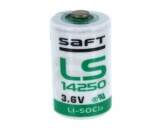 SAFT
LS
14250
3.6V
Li-SOCl₂